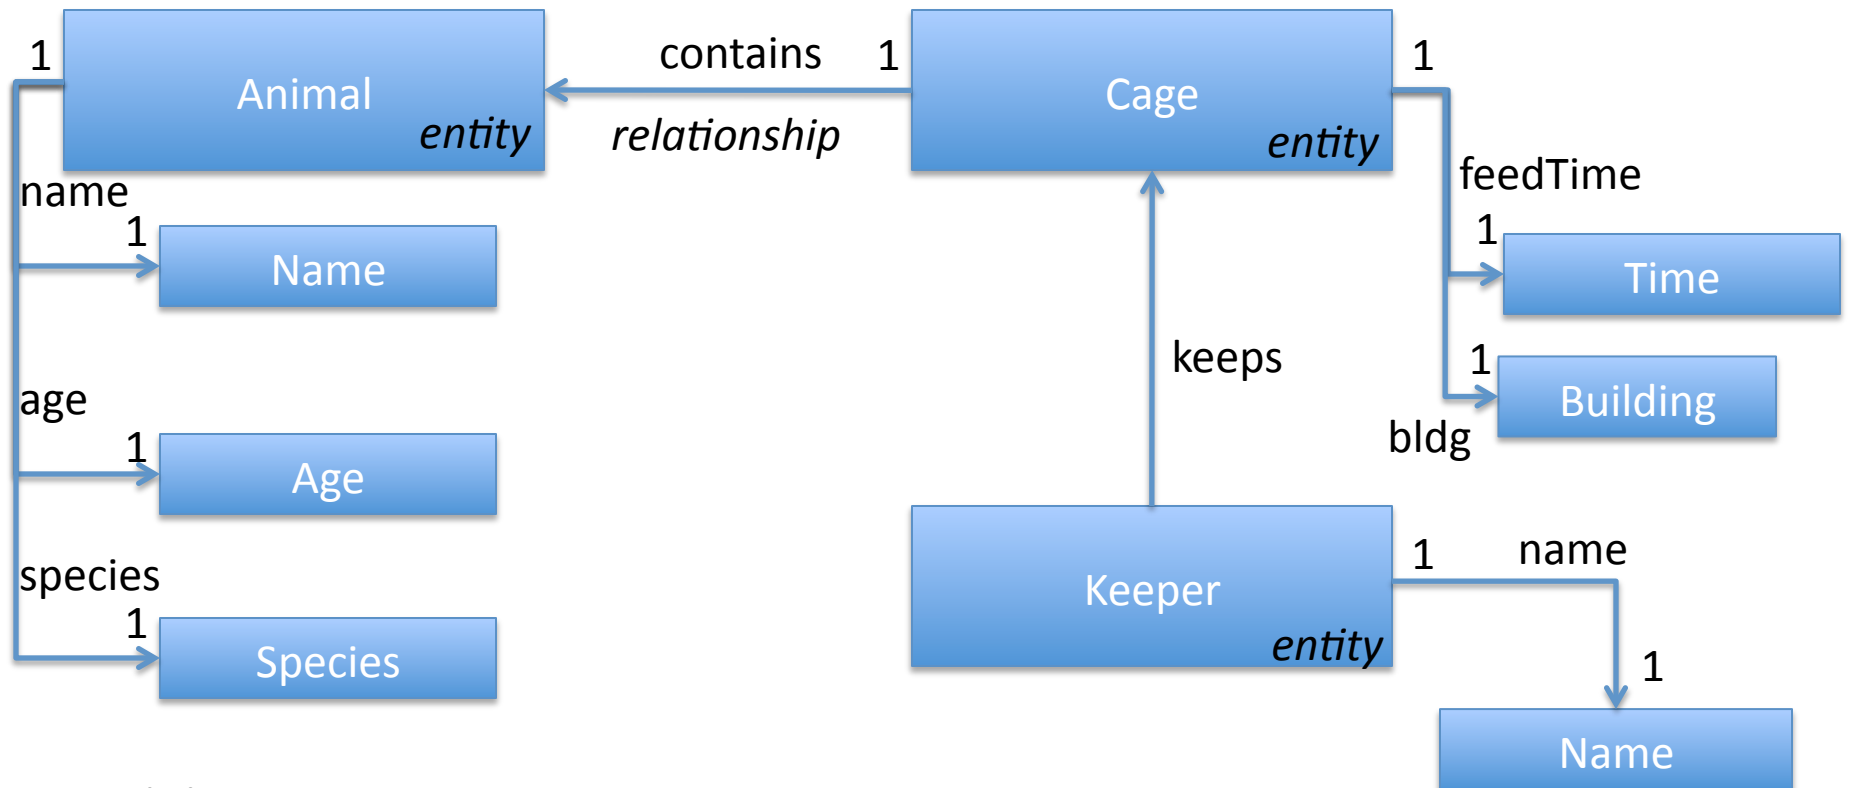 1
Animal
entity
contains
relationship
1
Cage
entity
1
name
1
Name
feedTime
1
Time
keeps
1
Building
bldg
age
1
Age
species
1
Species
Keeper
entity
1
name
1
Name